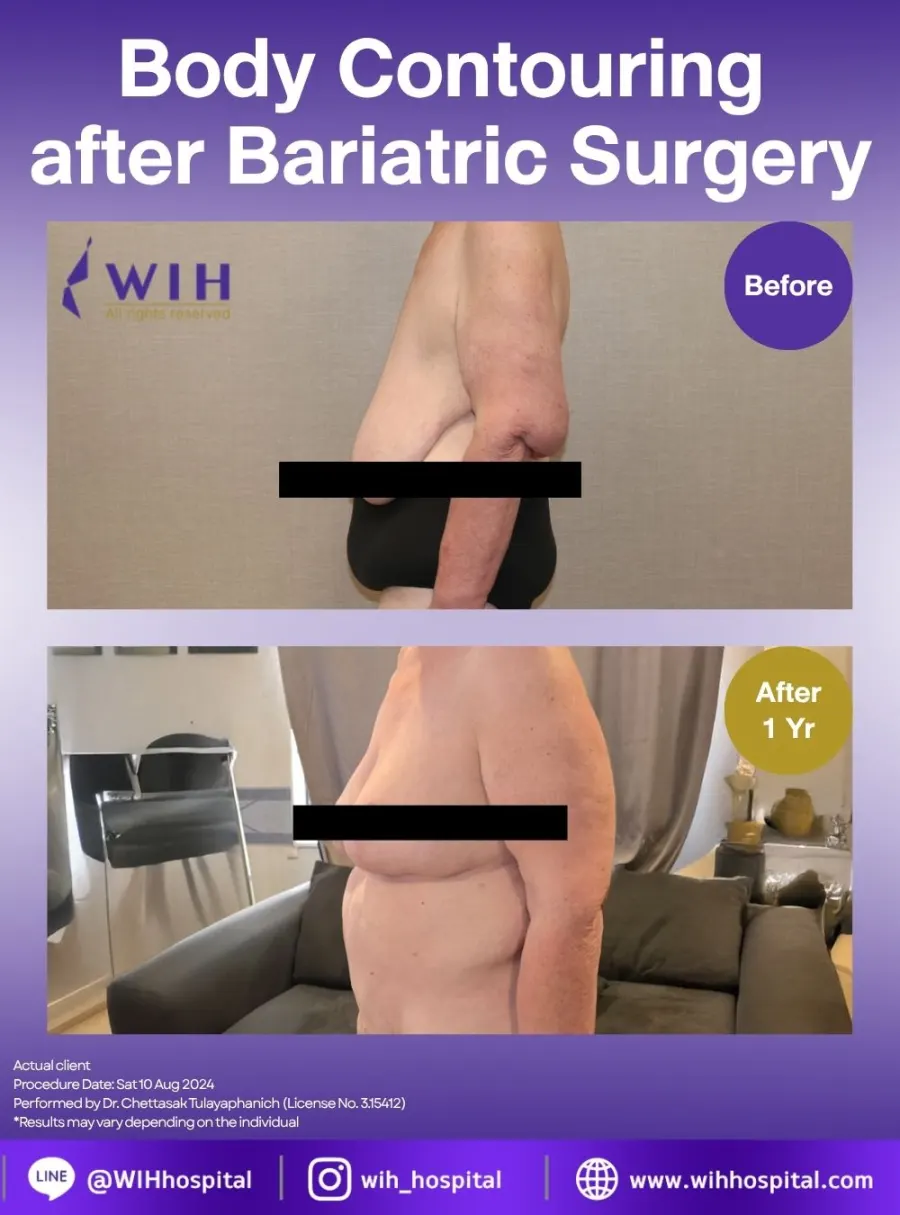 Body Contouring
after Bariatric Surgery
WIH
All rights reserved
Before
After
1 Yr
Actual client
Procedure Date: Sat 10 Aug 2024
Performed by Dr. Chettasak Tulayaphanich (License No. 3.15412)
*Results may vary depending on the individual
LINE @WIHhospital
wih_hospital
www.wihhospital.com